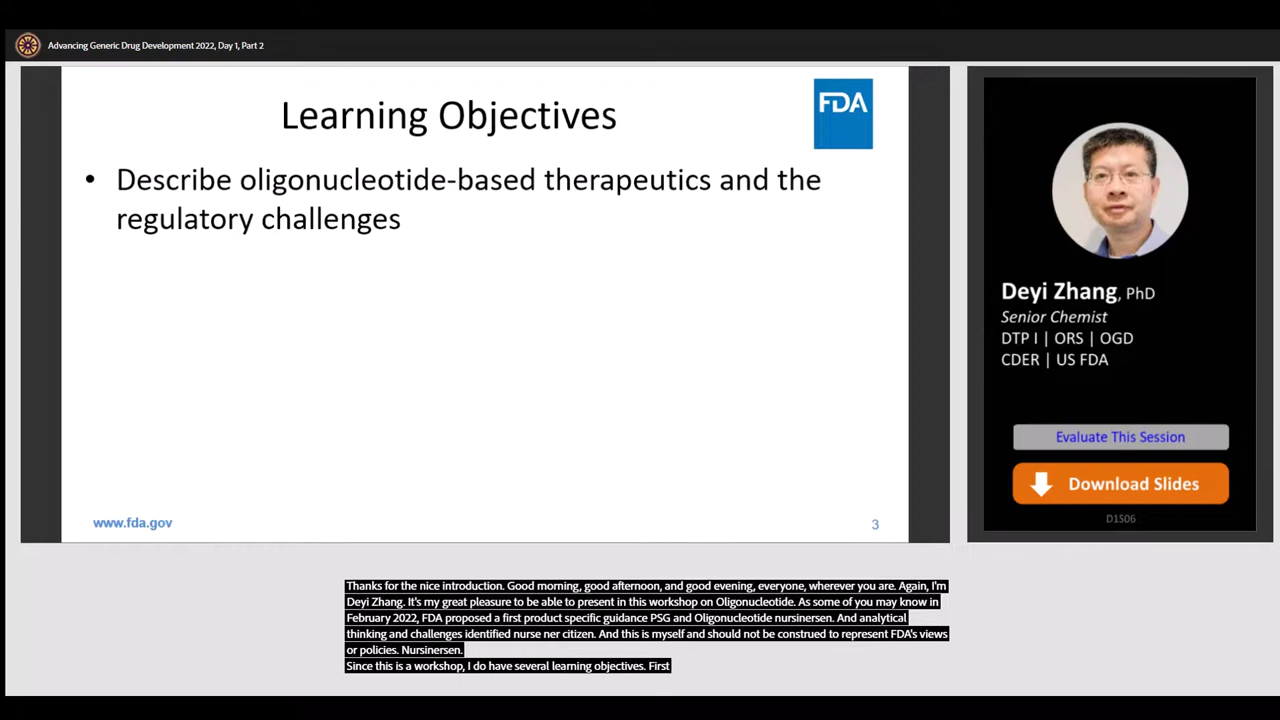 Advancing Generic Drug Development 2022, Day 1, Part 2
Learning Objectives
FDA
• Describe oligonucleotide-based therapeutics and the
regulatory challenges
www.fda.gov
3
Deyi Zhang, PhD
Senior Chemist
DTP I | ORS | OGD
CDER | US FDA
Evaluate This Session
Download Slides
D1S06
Thanks for the nice introduction. Good morning, good afternoon, and good evening, everyone, wherever you are. Again, I'm
Deyi Zhang. It's my great pleasure to be able to present in this workshop on Oligonucleotide. As some of you may know in
February 2022, FDA proposed a first product specific guidance PSG and Oligonucleotide nursinersen. And analytical
thinking and challenges identified nurse ner citizen. And this is myself and should not be construed to represent FDA's views
or policies. Nursinersen.
Since this is a workshop, I do have several learning objectives. First